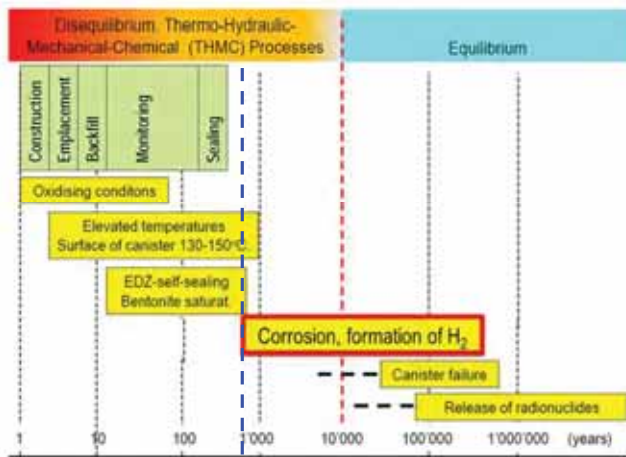 Disequilibrium. Thermo-Hydraulic-
Mechanical-Chemical (THMC) Processes
Equilibrium
Construction
Emplacement
Backfill
Monitoring
Sealing
Oxidising conditons
Elevated temperatures
Surface of canister 130-150°C.
EDZ-self-sealing
Bentonite saturat.
Corrosion, formation of H2
Canister failure
Release of radionuclides
1 10 100 1'000 10'000 100'000 1'000'000 (years)